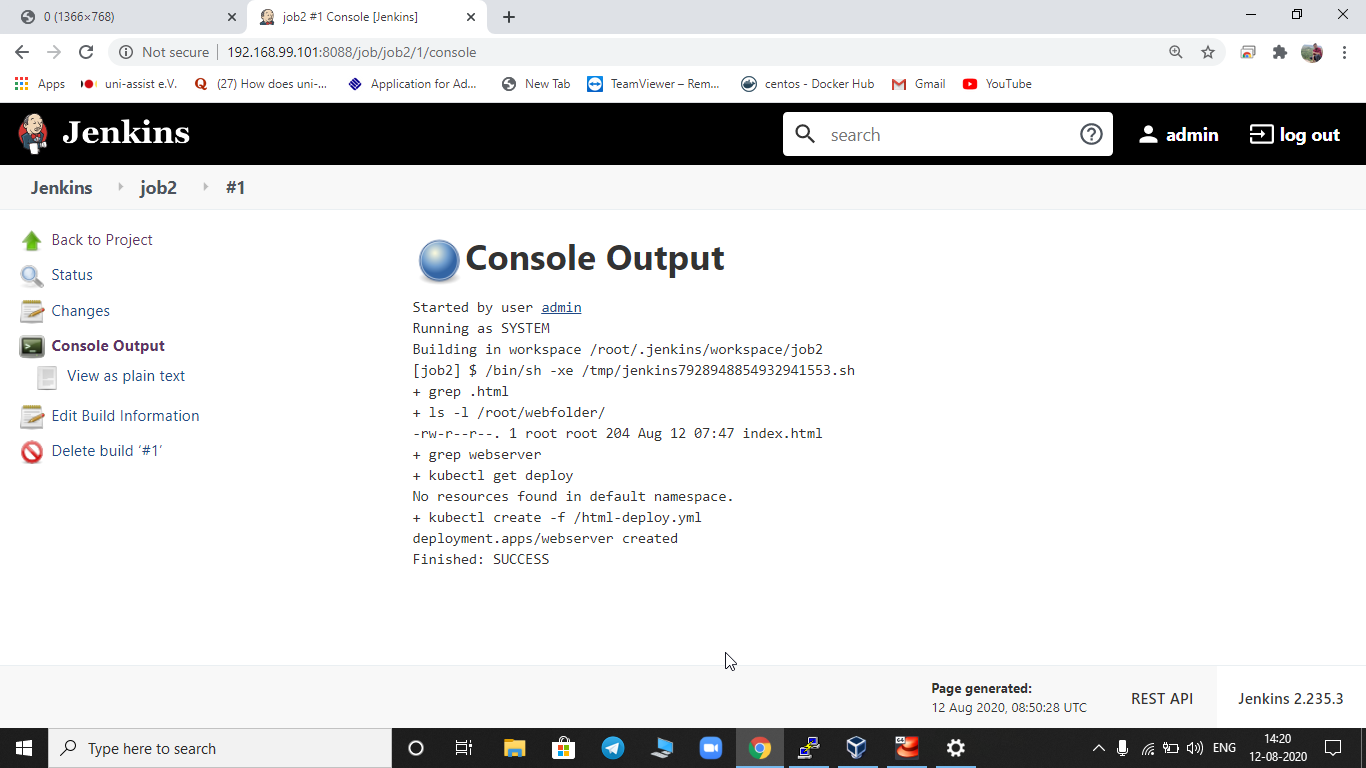 0 (1366×768)
job2 #1 Console [Jenkins]
Not secure
192.168.99.101:8088/job/job2/1/console
Apps
uni-assist e.V.
(27) How does uni-...
Application for Ad...
New Tab
TeamViewer – Rem...
centos - Docker Hub
Gmail
YouTube
Jenkins
search
admin
log out
Jenkins
job2
#1
Back to Project
Status
Changes
Console Output
View as plain text
Edit Build Information
Delete build ‘#1’
Console Output
Started by user admin
Running as SYSTEM
Building in workspace /root/.jenkins/workspace/job2
[job2] $ /bin/sh -xe /tmp/jenkins7928948854932941553.sh
+ grep .html
+ ls -l /root/webfolder/
-rw-r--r--. 1 root root 204 Aug 12 07:47 index.html
+ grep webserver
+ kubectl get deploy
No resources found in default namespace.
+ kubectl create -f /html-deploy.yml
deployment.apps/webserver created
Finished: SUCCESS
Page generated:
12 Aug 2020, 08:50:28 UTC
REST API
Jenkins 2.235.3
Type here to search
ENG
14:20
12-08-2020